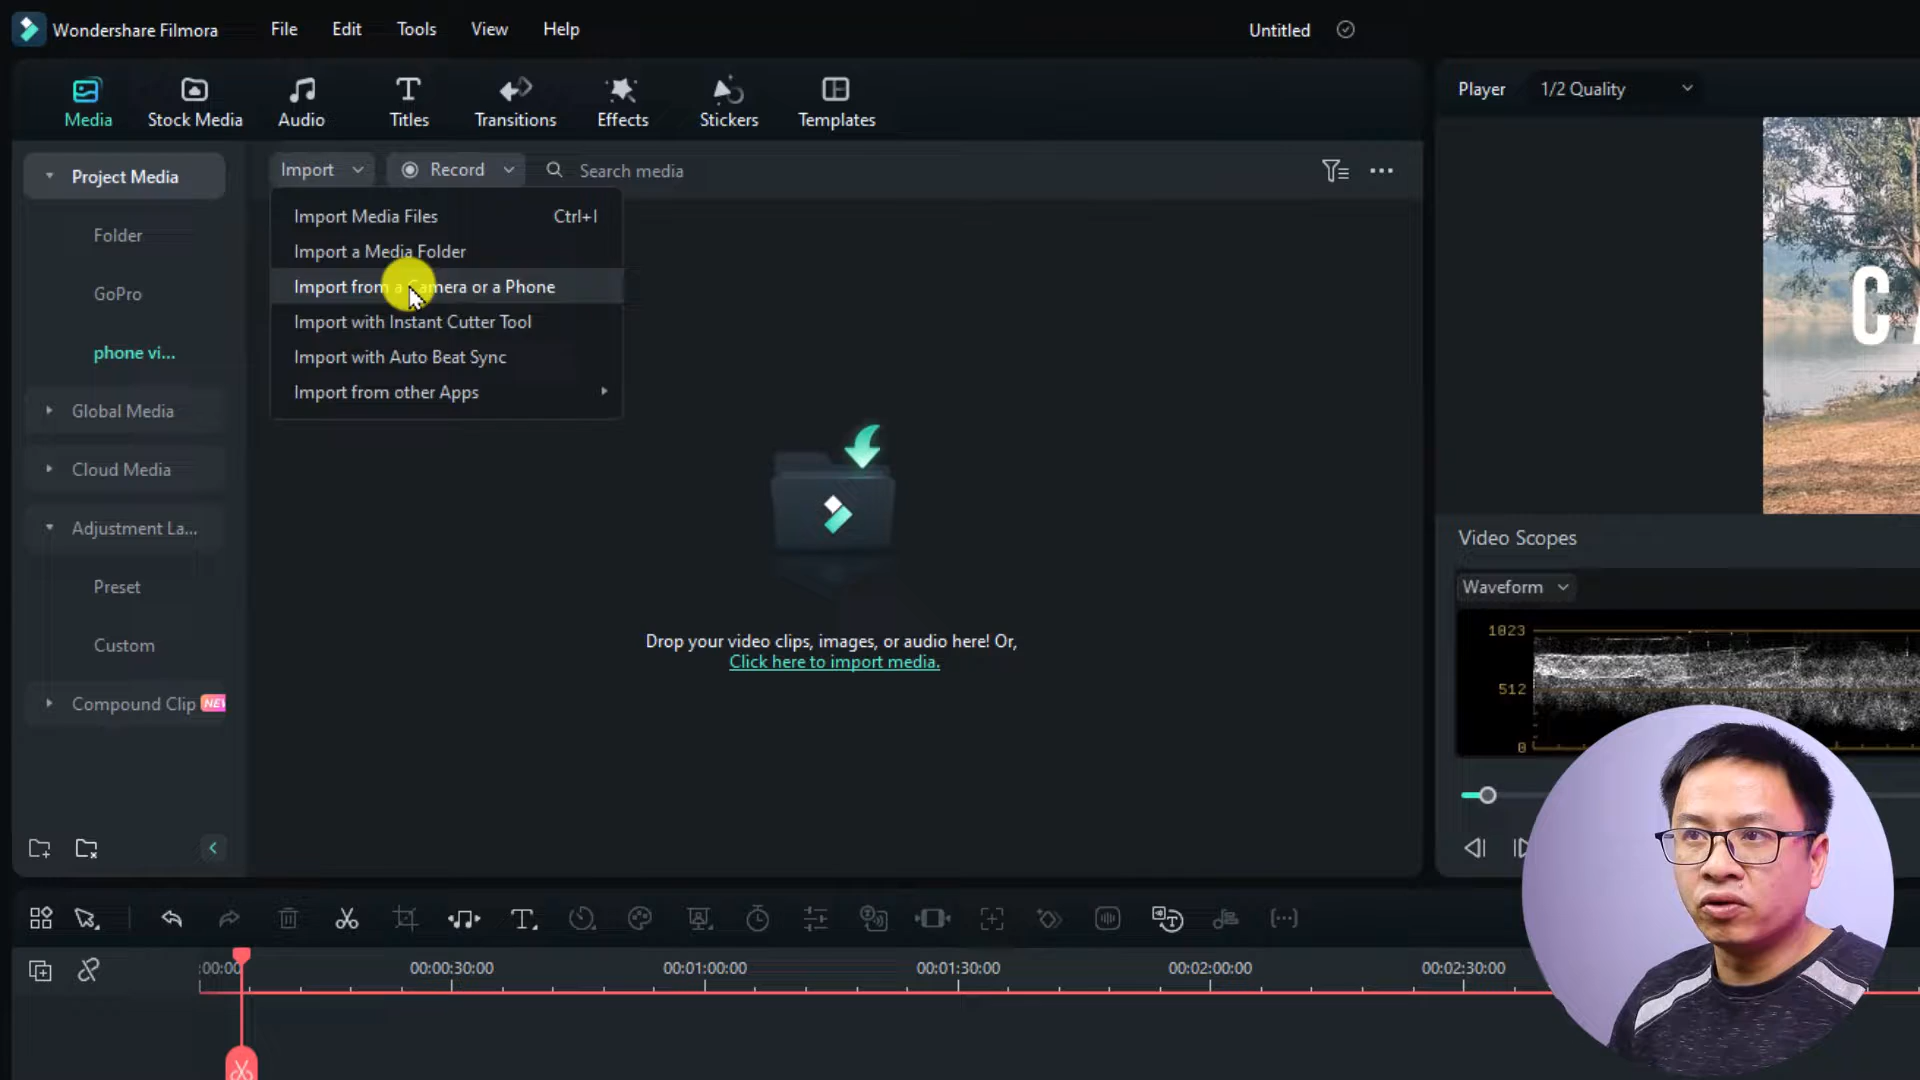 Wondershare Filmora
File
Edit
Tools
View
Help
Untitled
Media
Stock Media
Audio
Titles
Transitions
Effects
Stickers
Templates
Player
1/2 Quality
Project Media
Folder
GoPro
phone vi...
Global Media
Cloud Media
Adjustment La...
Preset
Custom
Compound Clip
Import
Record
Search media
Import Media Files Ctrl+I
Import a Media Folder
Import from a Camera or a Phone
Import with Instant Cutter Tool
Import with Auto Beat Sync
Import from other Apps
Drop your video clips, images, or audio here! Or,
Click here to import media.
Video Scopes
Waveform
1023
512
0
:00:00
00:00:30:00
00:01:00:00
00:01:30:00
00:02:00:00
00:02:30:00